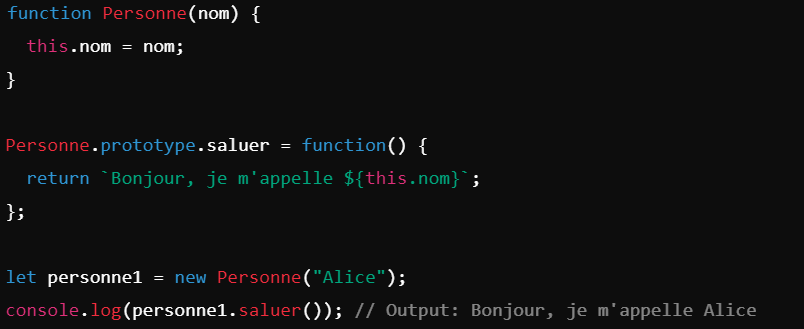 function Personne(nom) {
  this.nom = nom;
}

Personne.prototype.saluer = function() {
  return `Bonjour, je m'appelle ${this.nom}`;
};

let personne1 = new Personne("Alice");
console.log(personne1.saluer()); // Output: Bonjour, je m'appelle Alice